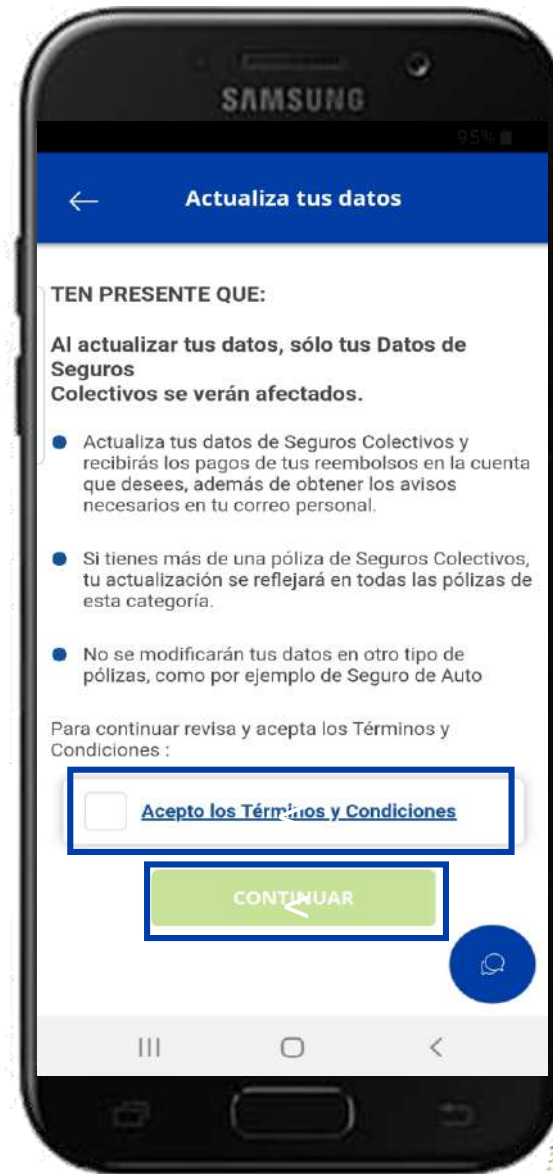 SAMSUNG
95%
Actualiza tus datos
TEN PRESENTE QUE:
Al actualizar tus datos, sólo tus Datos de
Seguros
Colectivos se verán afectados.
Actualiza tus datos de Seguros Colectivos y
recibirás los pagos de tus reembolsos en la cuenta
que desees, además de obtener los avisos
necesarios en tu correo personal.
Si tienes más de una póliza de Seguros Colectivos,
tu actualización se reflejará en todas las pólizas de
esta categoría.
No se modificarán tus datos en otro tipo de
pólizas, como por ejemplo de Seguro de Auto
Para continuar revisa y acepta los Términos y
Condiciones :
Acepto los Términos y Condiciones
CONTINUAR